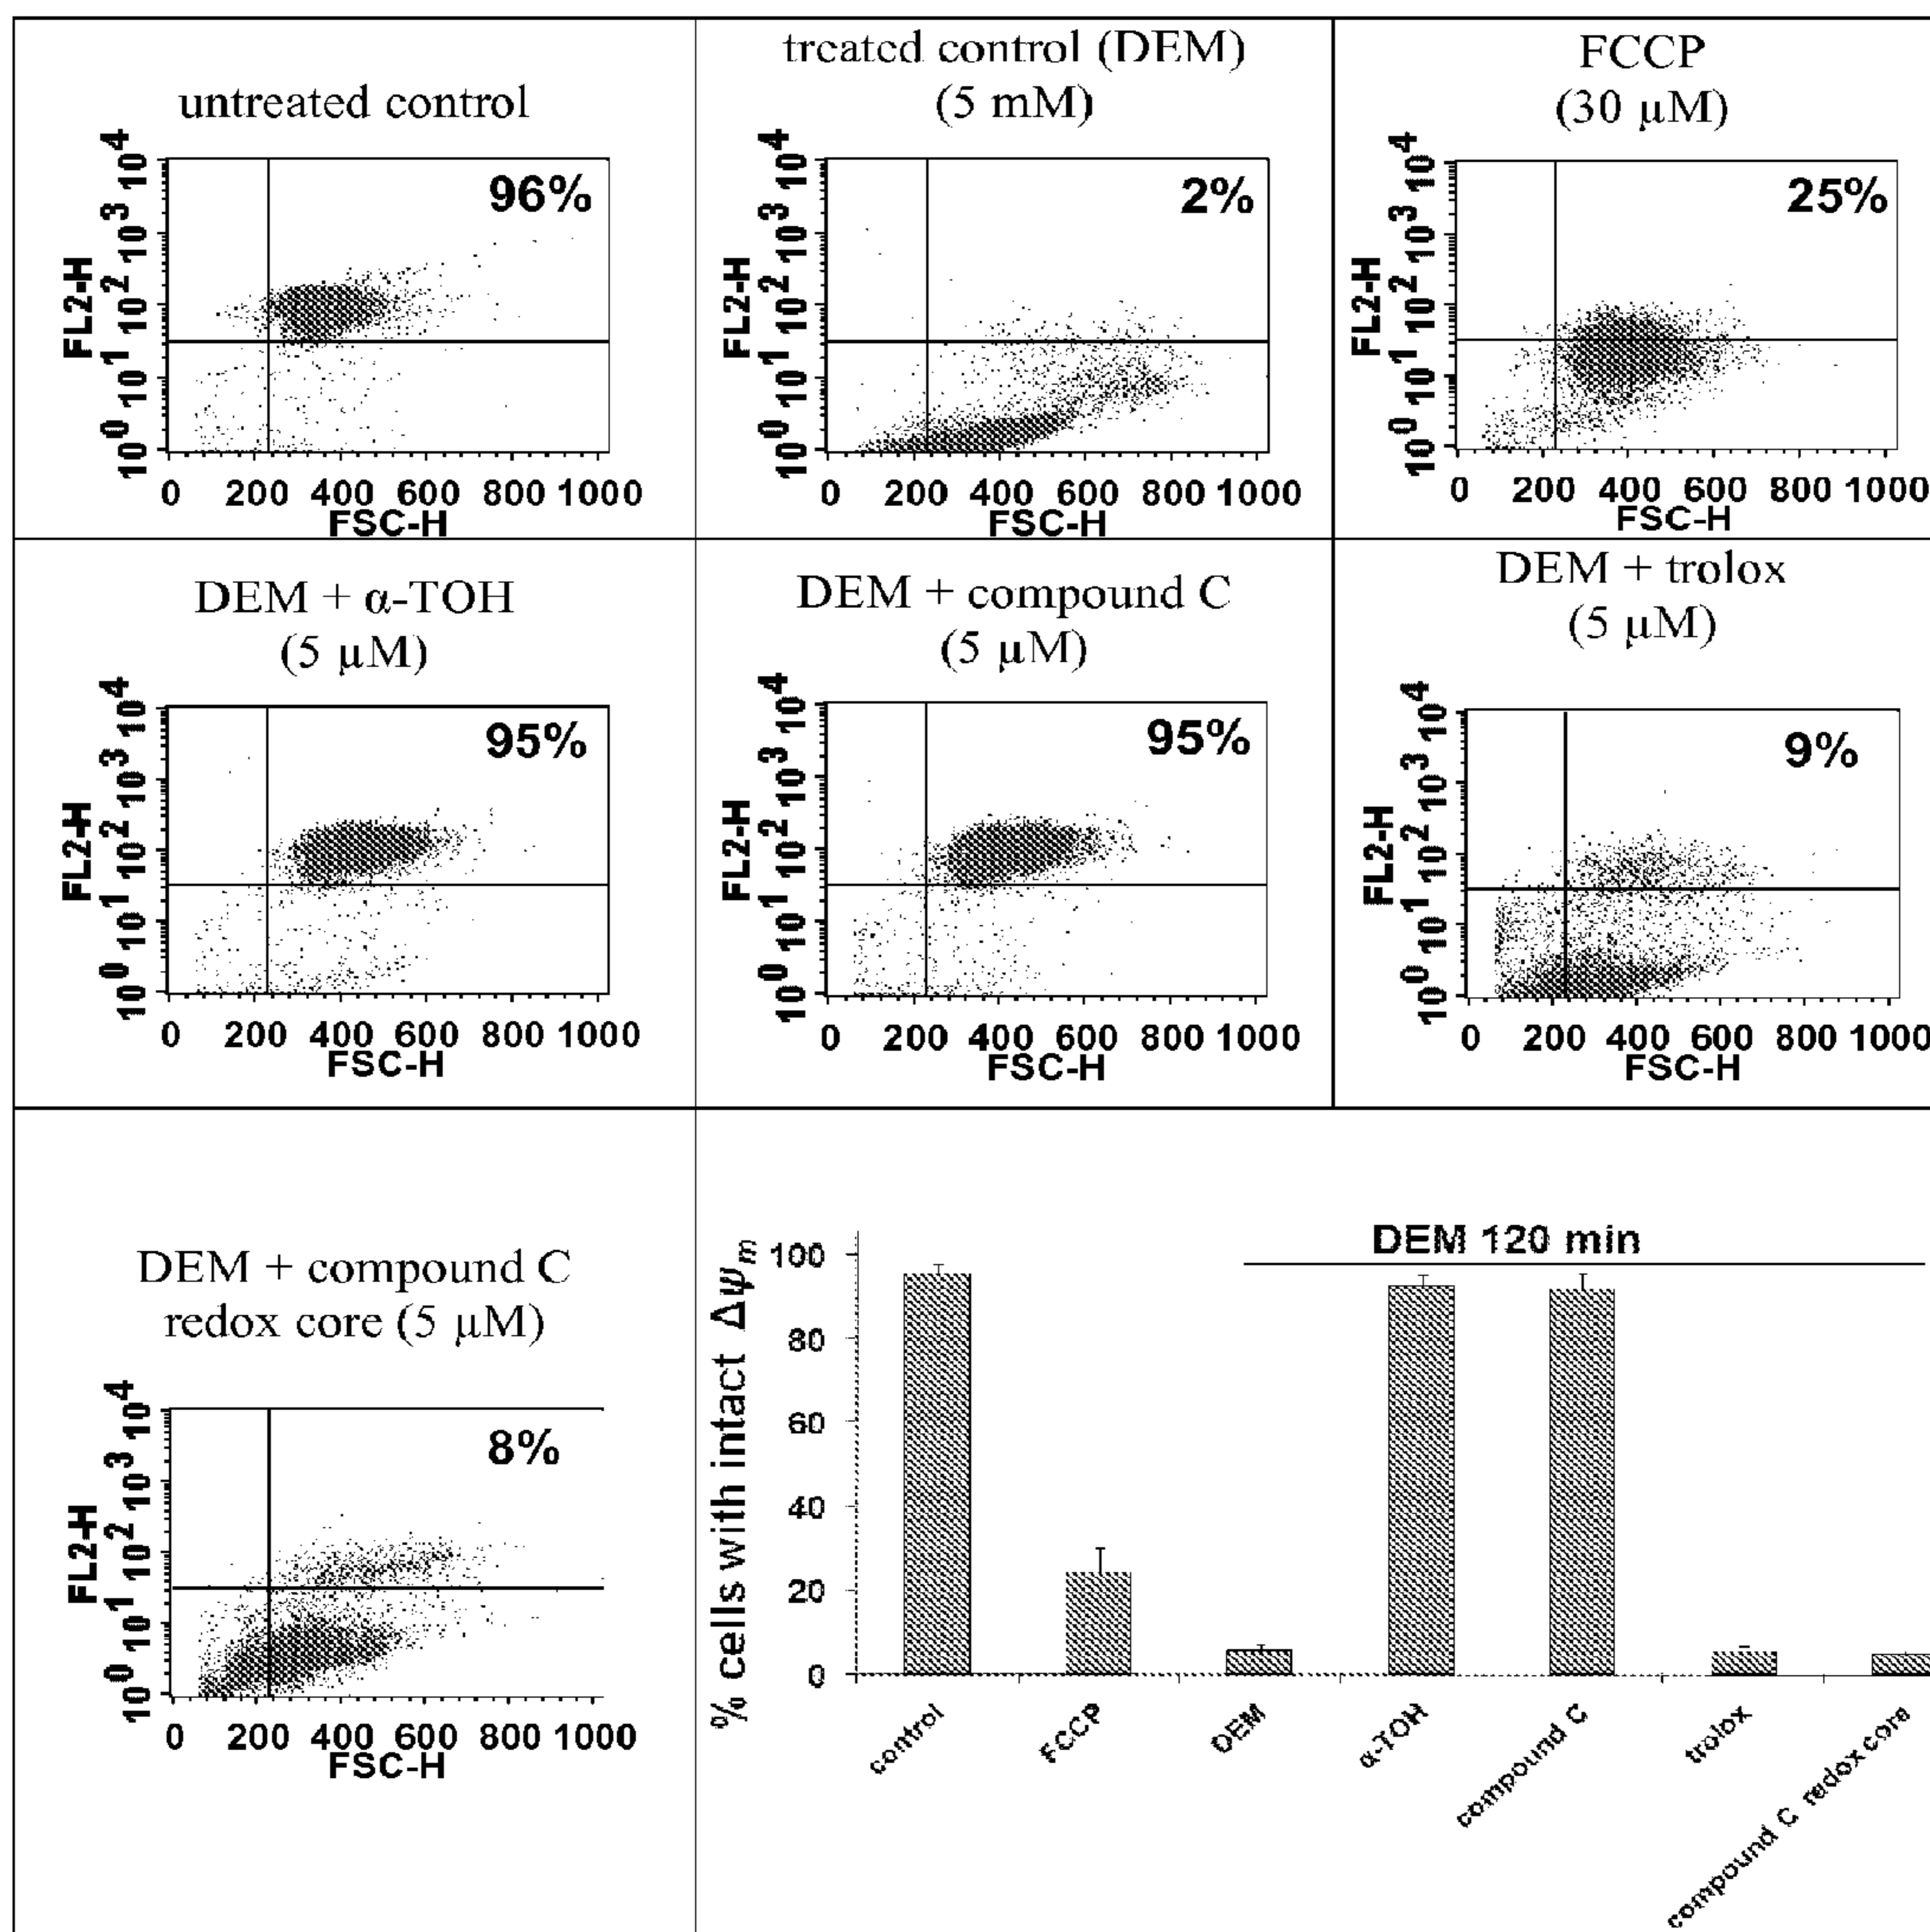 untreated control
96%
FL2-H
10^0 10^1 10^2 10^3 10^4
0 200 400 600 800 1000
FSC-H
treated control (DEM)
(5 mM)
2%
FL2-H
10^0 10^1 10^2 10^3 10^4
0 200 400 600 800 1000
FSC-H
FCCP
(30 μM)
25%
FL2-H
10^0 10^1 10^2 10^3 10^4
0 200 400 600 800 1000
FSC-H
DEM + α-TOH
(5 μM)
95%
FL2-H
10^0 10^1 10^2 10^3 10^4
0 200 400 600 800 1000
FSC-H
DEM + compound C
(5 μM)
95%
FL2-H
10^0 10^1 10^2 10^3 10^4
0 200 400 600 800 1000
FSC-H
DEM + trolox
(5 μM)
9%
FL2-H
10^0 10^1 10^2 10^3 10^4
0 200 400 600 800 1000
FSC-H
DEM + compound C
redox core (5 μM)
8%
FL2-H
10^0 10^1 10^2 10^3 10^4
0 200 400 600 800 1000
FSC-H
% cells with intact Δψm
100
80
60
40
20
0
DEM 120 min
control
FCCP
DEM
α-TOH
compound C
trolox
compound C redox core